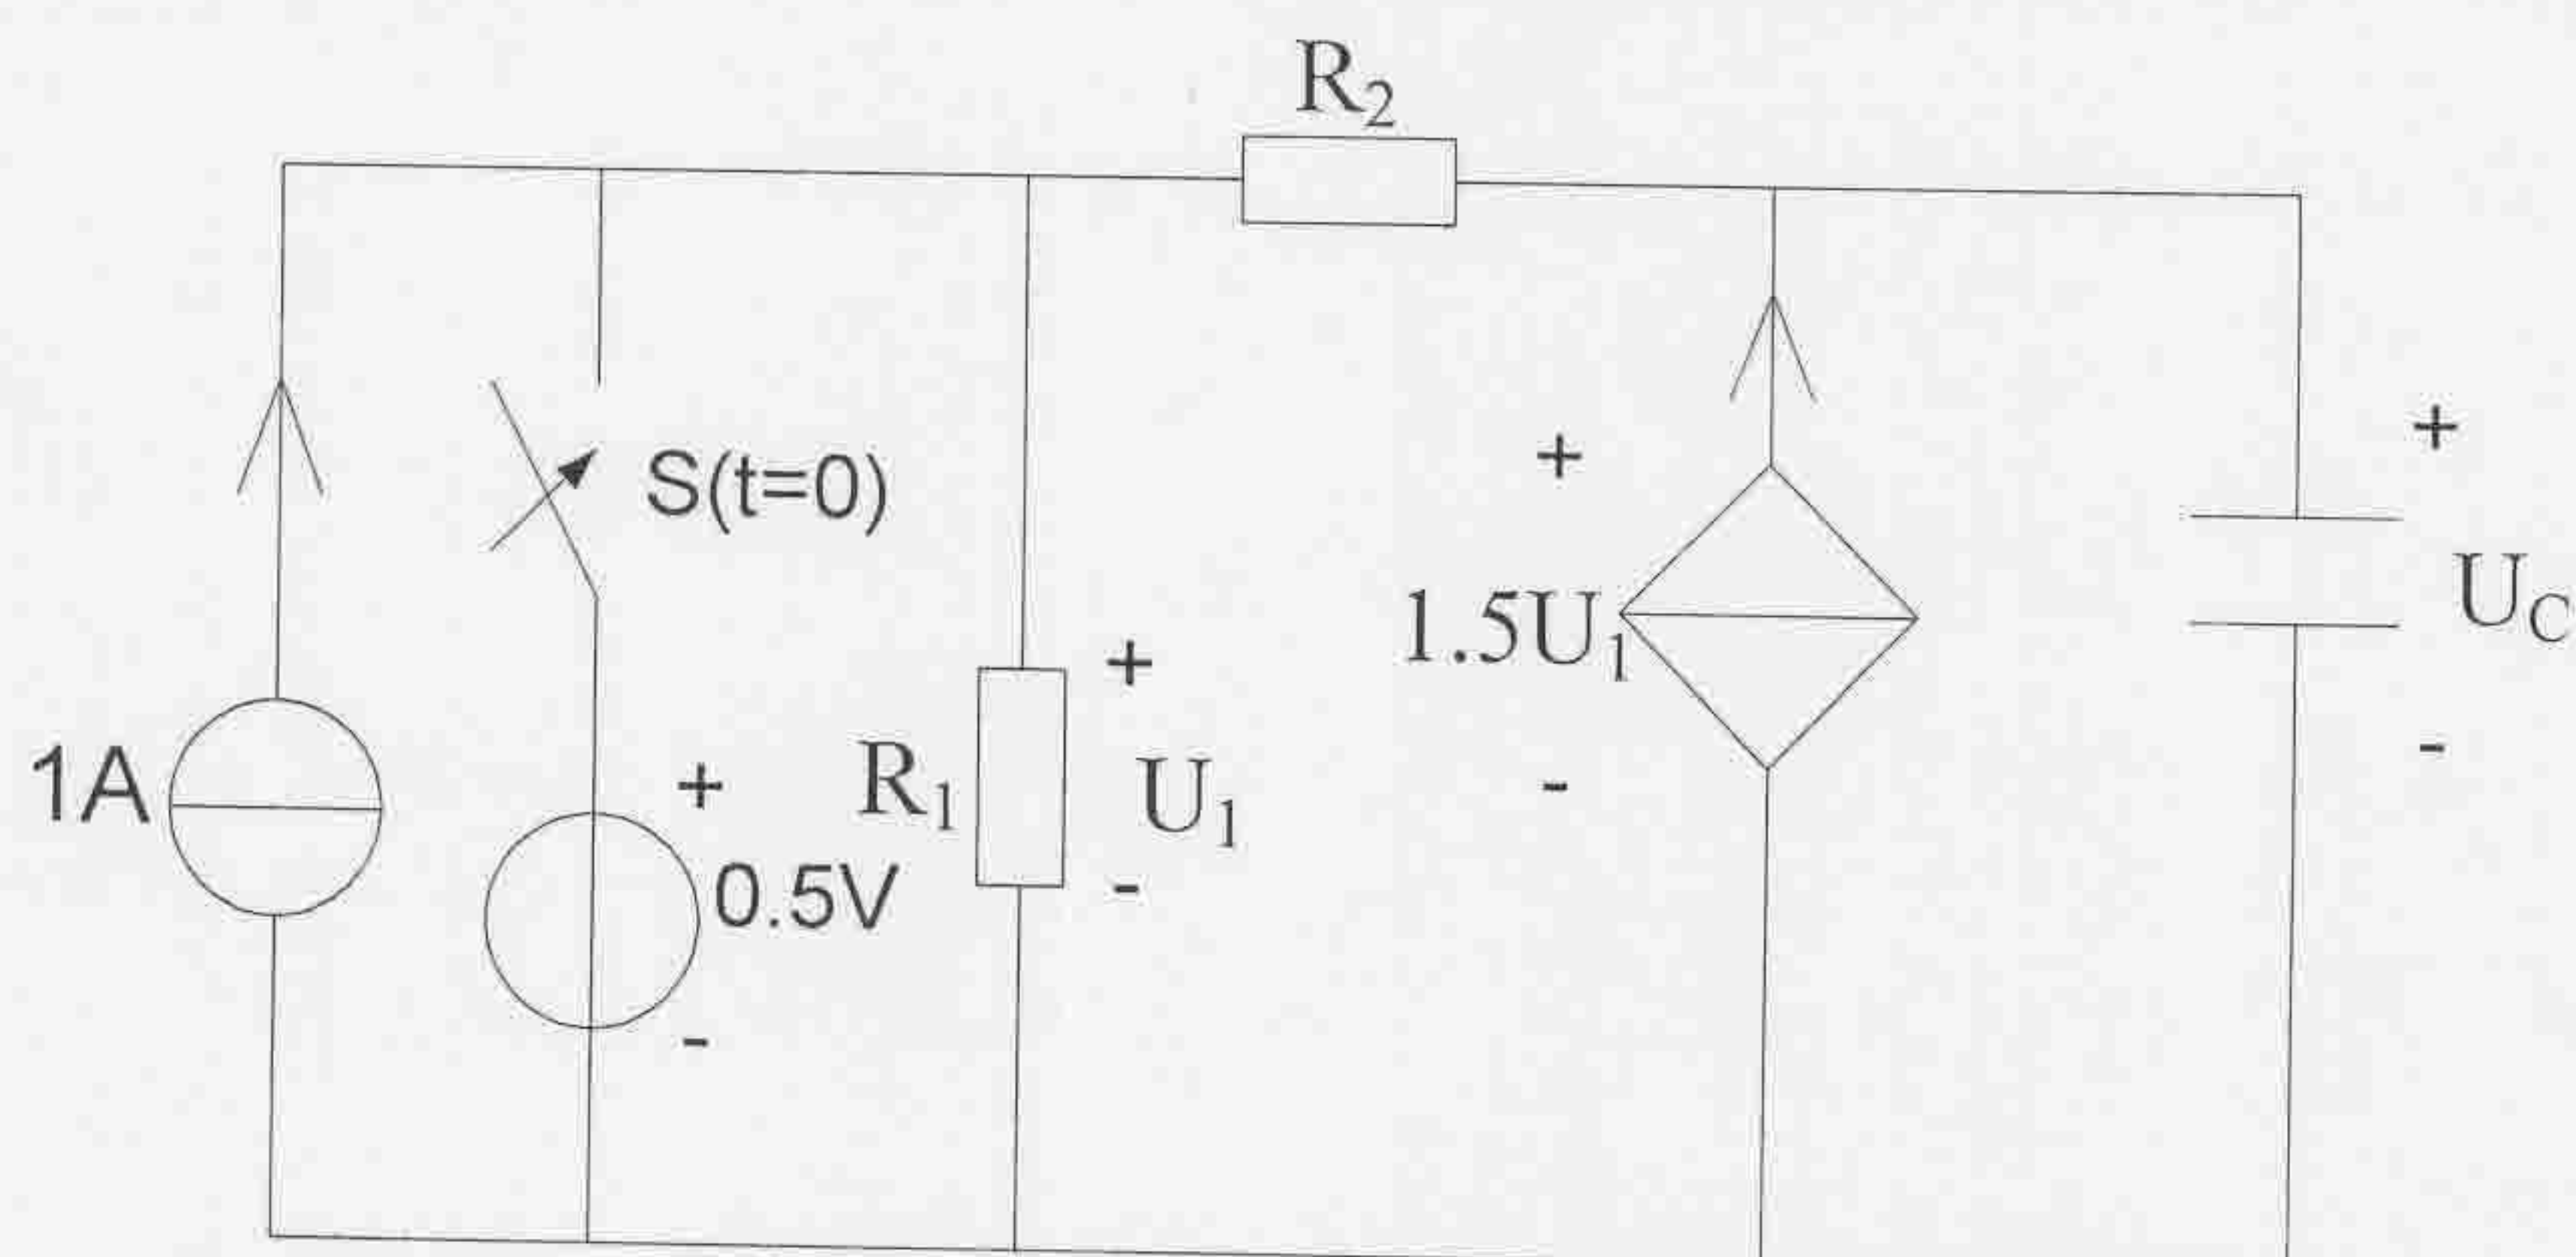 R2
S(t=0)
+
+
+
1.5U1
UC
+
-
1A
R1
U1
-
0.5V
-
-